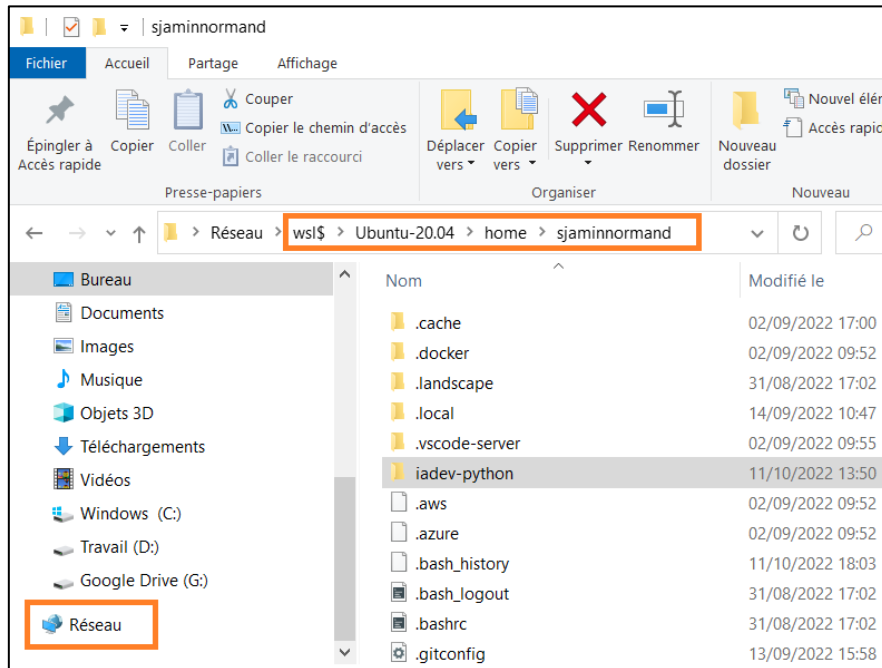 sjaminnormand
Fichier Accueil Partage Affichage
Épingler à Accès rapide
Copier
Coller
Couper
Copier le chemin d'accès
Coller le raccourci
Presse-papiers
Déplacer vers
Copier vers
Supprimer
Renommer
Organiser
Nouveau dossier
Nouvel élér
Accès rapid
Nouveau
Réseau > wsl$ > Ubuntu-20.04 > home > sjaminnormand
Bureau
Documents
Images
Musique
Objets 3D
Téléchargements
Vidéos
Windows (C:)
Travail (D:)
Google Drive (G:)
Réseau
Nom Modifié le
.cache 02/09/2022 17:00
.docker 02/09/2022 09:52
.landscape 31/08/2022 17:02
.local 14/09/2022 10:47
.vscode-server 02/09/2022 09:55
iadev-python 11/10/2022 13:50
.aws 02/09/2022 09:52
.azure 02/09/2022 09:52
.bash_history 11/10/2022 18:03
.bash_logout 31/08/2022 17:02
.bashrc 31/08/2022 17:02
.gitconfig 13/09/2022 15:58